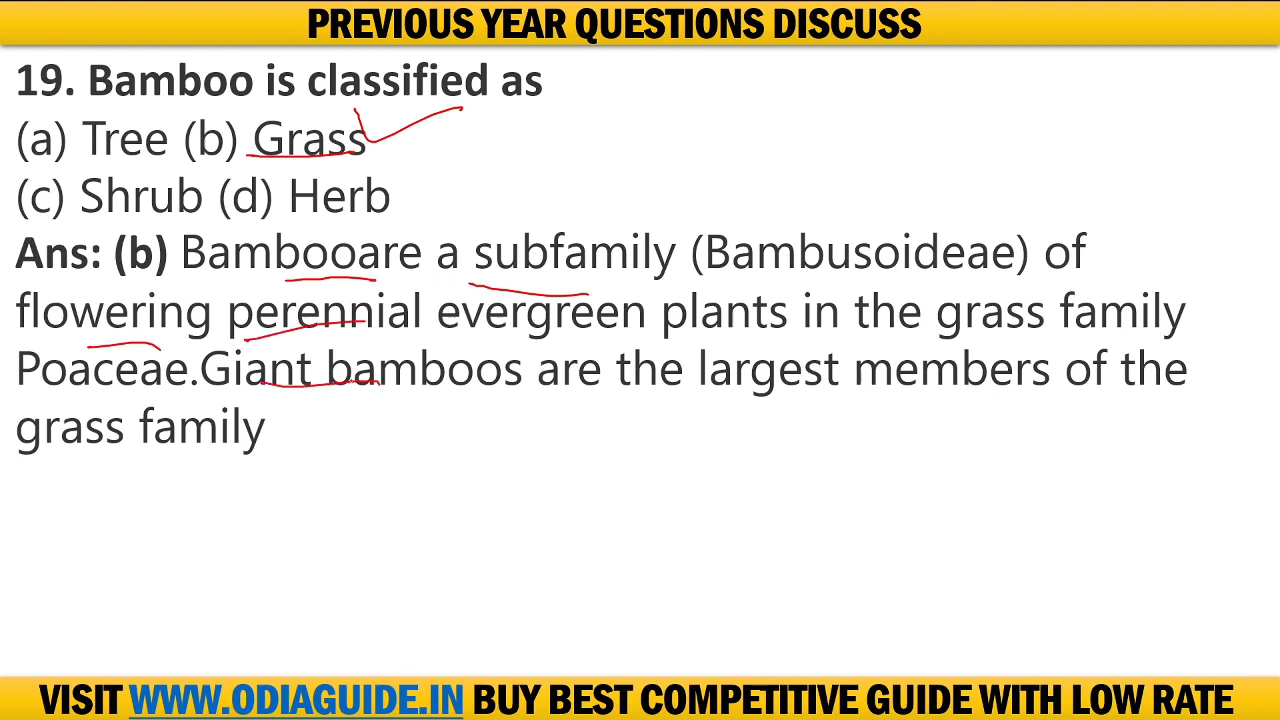 PREVIOUS YEAR QUESTIONS DISCUSS
19. Bamboo is classified as
(a) Tree (b) Grass
(c) Shrub (d) Herb
Ans: (b) Bambooare a subfamily (Bambusoideae) of
flowering perennial evergreen plants in the grass family
Poaceae.Giant bamboos are the largest members of the
grass family
VISIT WWW.ODIAGUIDE.IN BUY BEST COMPETITIVE GUIDE WITH LOW RATE